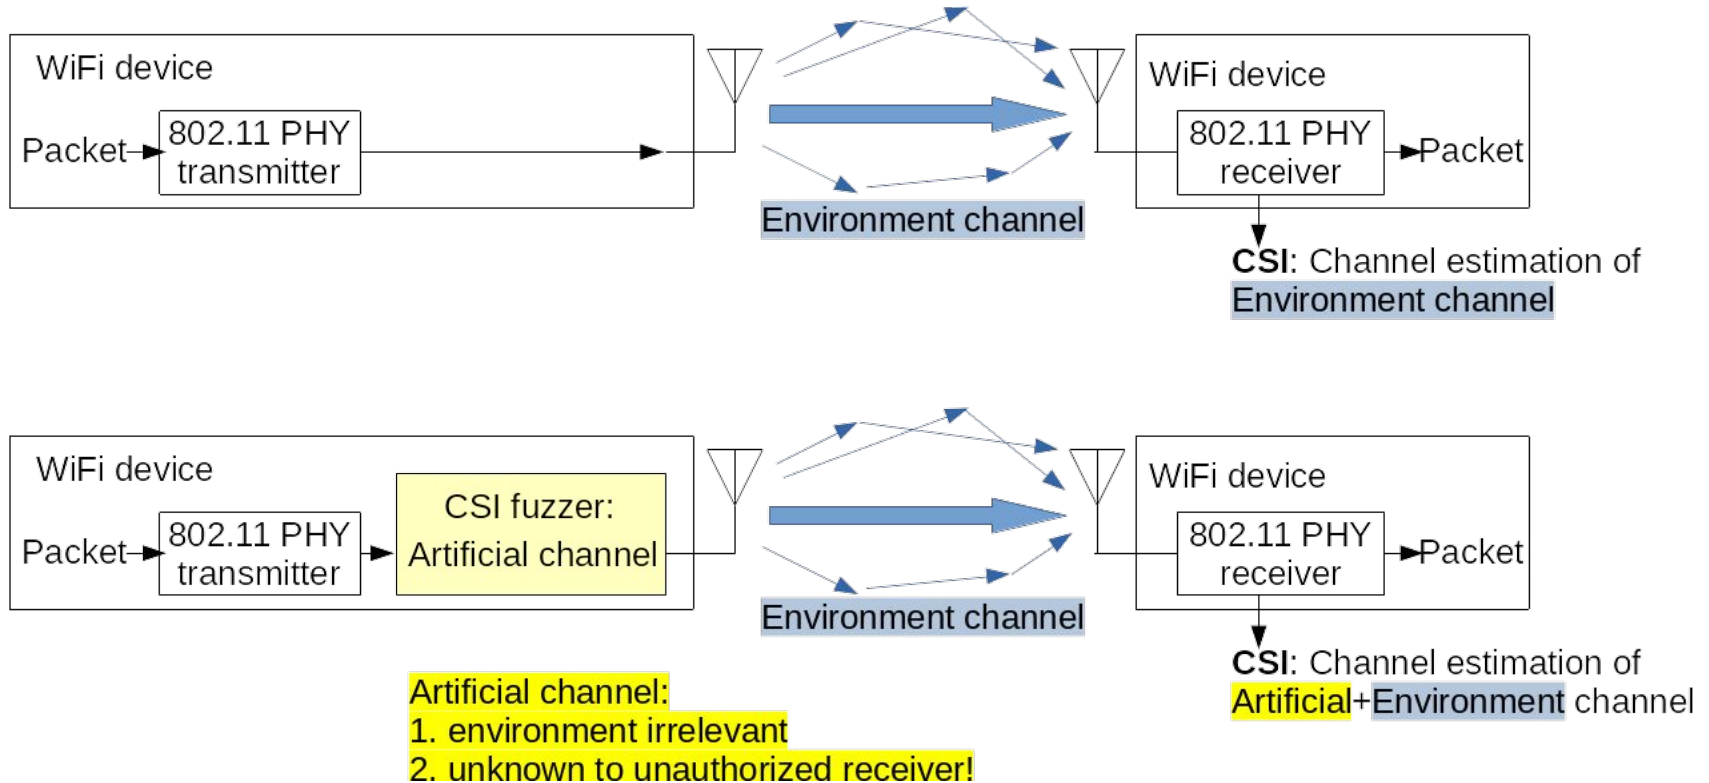 WiFi device
Packet
802.11 PHY
transmitter
Environment channel
WiFi device
802.11 PHY
receiver
Packet
CSI: Channel estimation of
Environment channel
WiFi device
Packet
802.11 PHY
transmitter
CSI fuzzer:
Artificial channel
Environment channel
WiFi device
802.11 PHY
receiver
Packet
CSI: Channel estimation of
Artificial+Environment channel
Artificial channel:
1. environment irrelevant
2. unknown to unauthorized receiver!